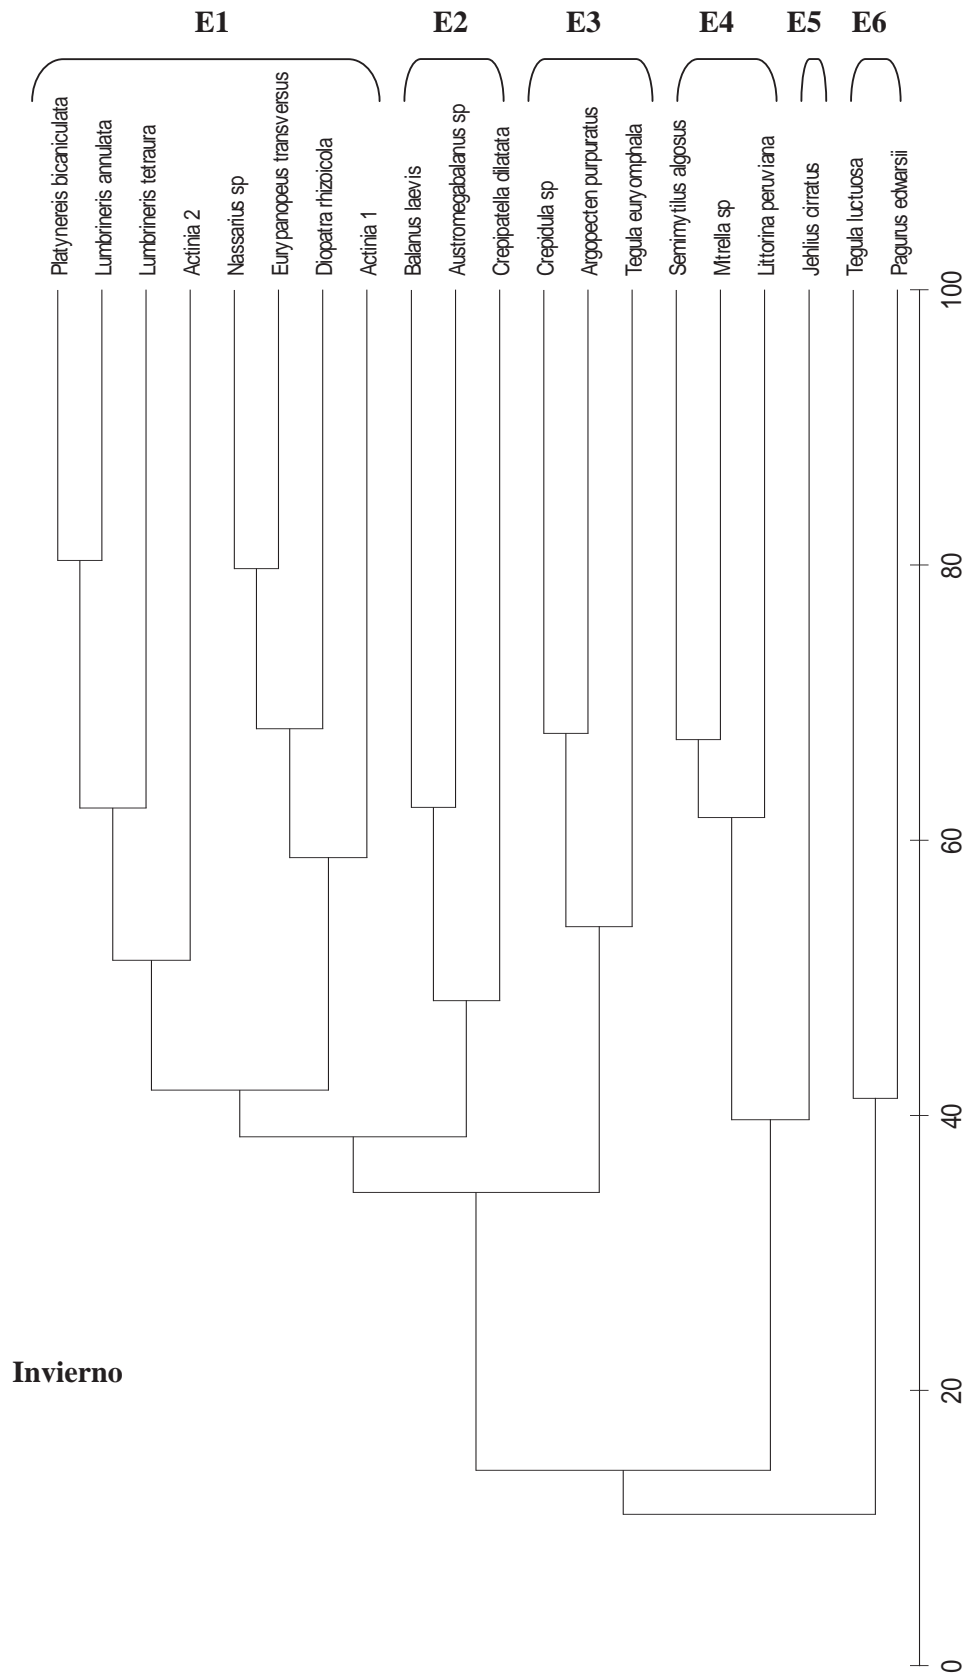 E1 E2 E3 E4 E5 E6
Platynereis bicaniculata
Lumbrineris annulata
Lumbrineris tetraura
Actinia 2
Nassarius sp
Eurypanopeus transversus
Diopatra rhizoicola
Actinia 1
Balanus laevis
Austromegabalanus sp
Crepipatella dilatata
Crepidula sp
Argopecten purpuratus
Tegula euryomphala
Semimytilus algosus
Mitrella sp
Littorina peruviana
Jehlius cirratus
Tegula luctuosa
Pagurus edwarsii
100
80
60
40
20
0
Invierno